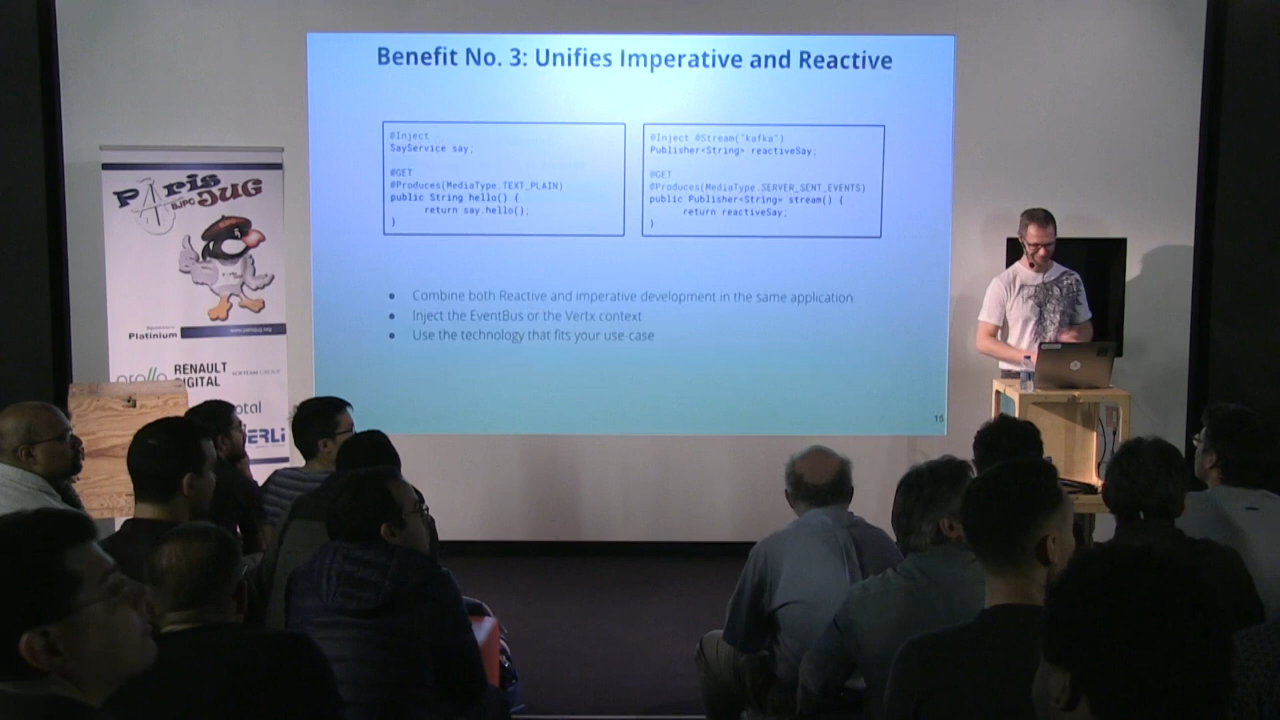 Benefit No. 3: Unifies Imperative and Reactive
@Inject
SayService say;
@GET
@Produces(MediaType.TEXT_PLAIN)
public String hello() {
return say.hello();
}
@Inject @Stream("kafka")
Publisher<String> reactiveSay;
@GET
@Produces(MediaType.SERVER_SENT_EVENTS)
public Publisher<String> stream() {
return reactiveSay;
}
● Combine both Reactive and imperative development in the same application
● Inject the EventBus or the Vertx context
● Use the technology that fits your use-case
15
Paris
BJPC JUG
Platinium
RENAULT
DIGITAL
SOFTEAM GROUP